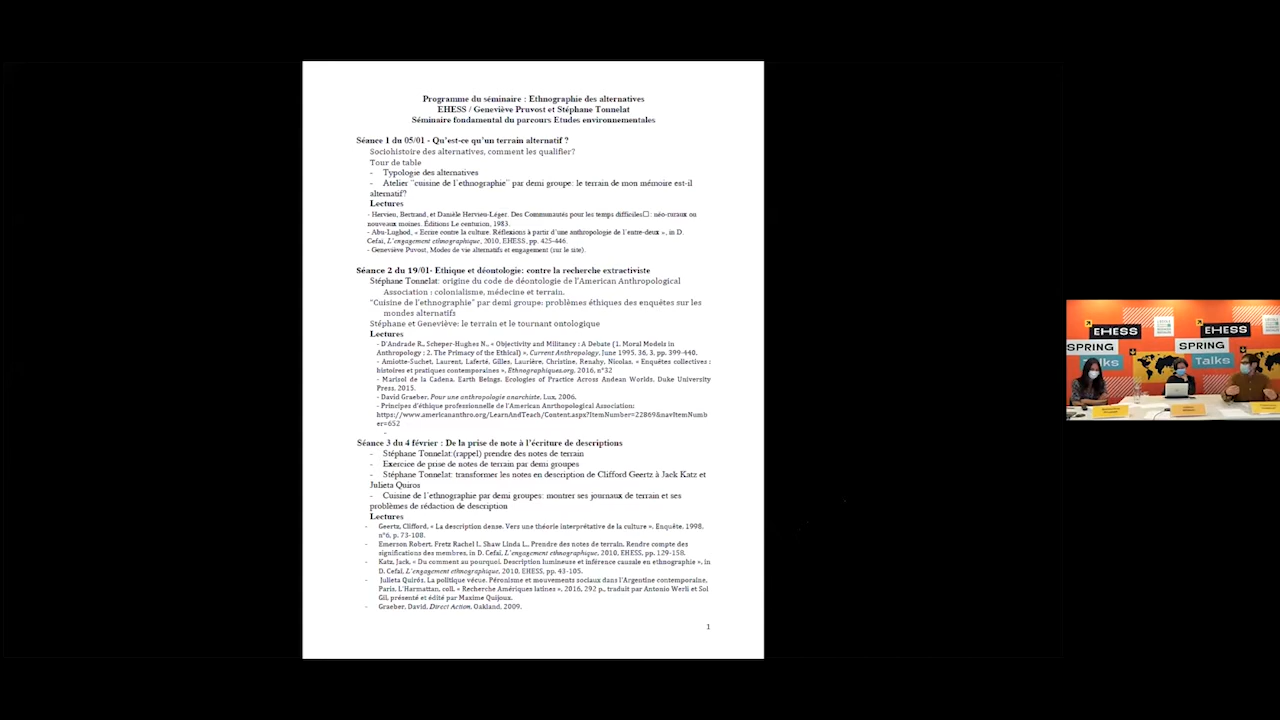 Programme du séminaire : Ethnographie des alternatives
EHESS / Geneviève Pruvost et Stéphane Tonnelat
Séminaire fondamental du parcours Etudes environnementales
Séance 1 du 05/01 - Qu'est-ce qu'un terrain alternatif ?
Sociohistoire des alternatives, comment les qualifier?
Tour de table
- Typologie des alternatives
- Atelier "cuisine de l'ethnographie" par demi groupe: le terrain de mon mémoire est-il
alternatif?
Lectures
- Hervieu, Bertrand, et Danièle Hervieu-Léger. Des Communautés pour les temps difficiles□ : néo-ruraux ou
nouveaux moines. Éditions Le centurion, 1983.
- Abu-Lughod, « Ecrire contre la culture. Réflexions à partir d'une anthropologie de l'entre-deux », in D.
Cefaï, L'engagement ethnographique, 2010, EHESS, pp. 425-446.
- Geneviève Puvost, Modes de vie alternatifs et engagement (sur le site).
Séance 2 du 19/01- Ethique et déontologie: contre la recherche extractiviste
Stéphane Tonnelat: origine du code de déontologie de l'American Anthropological
Association : colonialisme, médecine et terrain.
"Cuisine de l'ethnographie" par demi groupe: problèmes éthiques des enquêtes sur les
mondes alternatifs
Stéphane et Geneviève: le terrain et le tournant ontologique
Lectures
- D'Andrade R., Scheper-Hughes N., « Objectivity and Militancy : A Debate (1. Moral Models in
Anthropology ; 2. The Primacy of the Ethical) ». Current Anthropology, June 1995, 36, 3, pp. 399-440.
- Amiotte-Suchet, Laurent, Laferté, Gilles, Laurière, Christine, Renahy, Nicolas, « Enquêtes collectives :
histoires et pratiques contemporaines », Ethnographiques.org, 2016, n°32
- Marisol de la Cadena, Earth Beings. Ecologies of Practice Across Andean Worlds, Duke University
Press, 2015.
- David Graeber, Pour une anthropologie anarchiste, Lux, 2006.
- Principes d'éthique professionnelle de l'American Anrthopological Association:
https://www.americananthro.org/LearnAndTeach/Content.aspx?ItemNumber=22869&navItemNumb
er=652
-
Séance 3 du 4 février : De la prise de note à l'écriture de descriptions
- Stéphane Tonnelat:(rappel) prendre des notes de terrain
- Exercice de prise de notes de terrain par demi groupes
- Stéphane Tonnelat: transformer les notes en description de Clifford Geertz à Jack Katz et
Julieta Quiros
- Cuisine de l'ethnographie par demi groupes: montrer ses journaux de terrain et ses
problèmes de rédaction de description
Lectures
- Geertz, Clifford, « La description dense. Vers une théorie interprétative de la culture », Enquête, 1998,
n°6, p. 73-108.
- Emerson Robert, Fretz Rachel I., Shaw Linda L., Prendre des notes de terrain. Rendre compte des
significations des membres, in D. Cefaï, L'engagement ethnographique, 2010, EHESS, pp. 129-158.
- Katz, Jack, « Du comment au pourquoi. Description lumineuse et inférence causale en ethnographie », in
D. Cefaï, L'engagement ethnographique, 2010, EHESS, pp. 43-105.
- Julieta Quirós, La politique vécue. Péronisme et mouvements sociaux dans l'Argentine contemporaine,
Paris, L'Harmattan, coll. « Recherche Amériques latines », 2016, 292 p., traduit par Antonio Werli et Sol
Gil, présenté et édité par Maxime Quijoux.
- Graeber, David, Direct Action, Oakland, 2009.
1
EHESS
SPRING
Talks
EHESS
SPRING
Talks